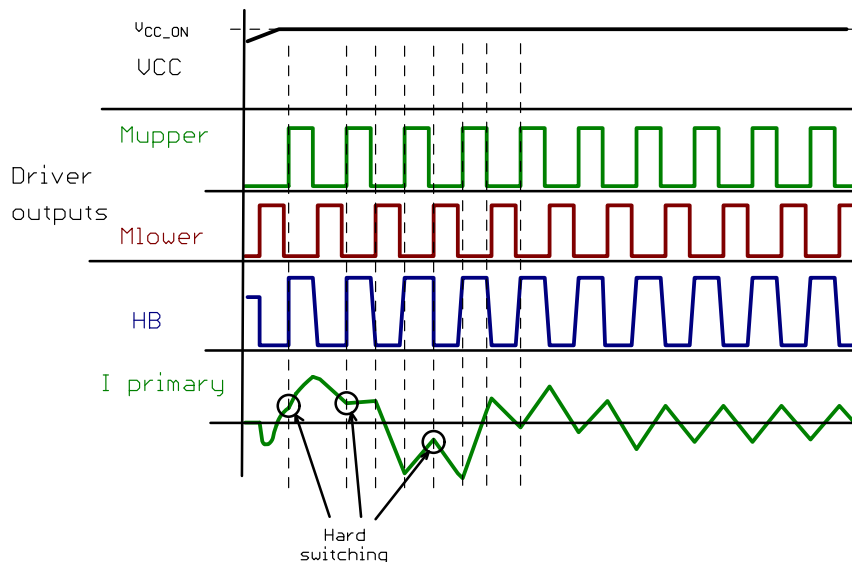 VCC_ON
VCC
Mupper
Driver
outputs
Mlower
HB
I primary
Hard
switching